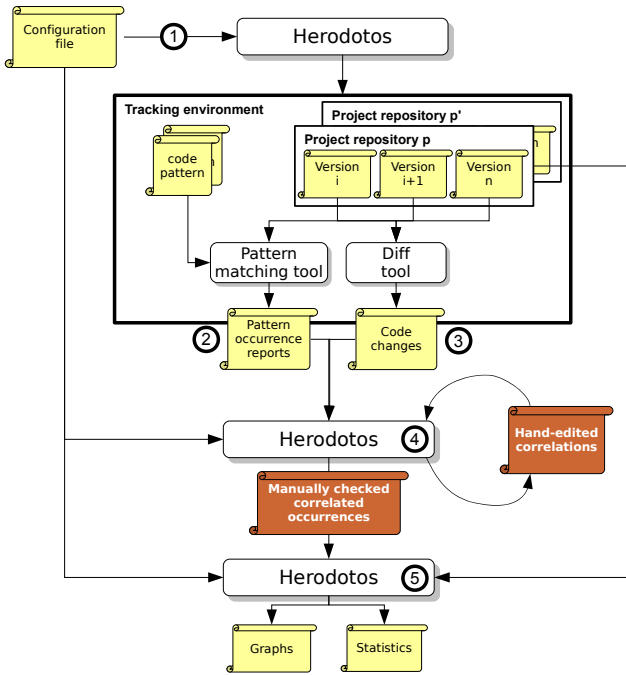 Configuration
file
1
Herodotos
Tracking environment
Project repository p'
Project repository p
code
pattern
n
Version
i
Version
i+1
Version
n
n
Pattern
matching tool
Diff
tool
2
Pattern
occurrence
reports
Code
changes
3
Herodotos
4
Hand-edited
correlations
Manually checked
correlated
occurrences
Herodotos
5
Graphs
Statistics